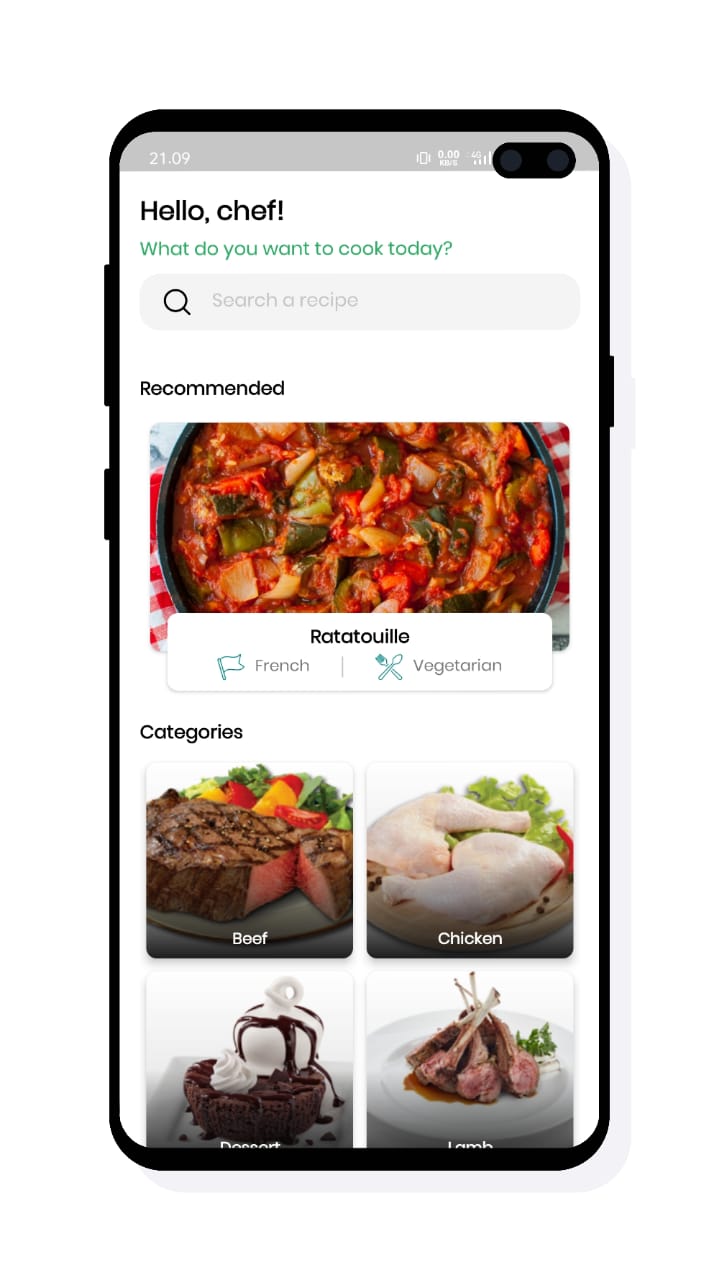 21.09 0.00 KB/S 4G
Hello, chef!
What do you want to cook today?
Search a recipe
Recommended
Ratatouille
French | Vegetarian
Categories
Beef Chicken
Dessert Lamb